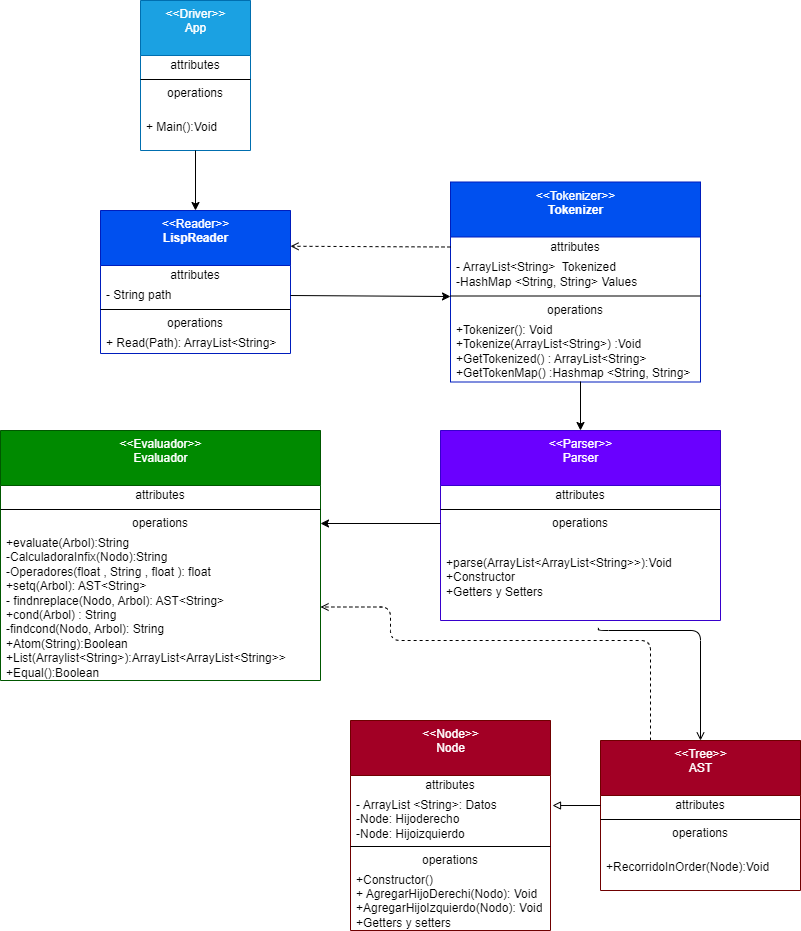 <<Driver>>
App
attributes
operations
+ Main():Void
<<Reader>>
LispReader
attributes
- String path
operations
+ Read(Path): ArrayList<String>
<<Tokenizer>>
Tokenizer
attributes
- ArrayList<String> Tokenized
-HashMap <String, String> Values
operations
+Tokenizer(): Void
+Tokenize(ArrayList<String>) :Void
+GetTokenized() : ArrayList<String>
+GetTokenMap() :Hashmap <String, String>
<<Evaluador>>
Evaluador
attributes
operations
+evaluate(Arbol):String
-CalculadoraInfix(Nodo):String
-Operadores(float , String , float ): float
+setq(Arbol): AST<String>
- findnreplace(Nodo, Arbol): AST<String>
+cond(Arbol) : String
-findcond(Nodo, Arbol): String
+Atom(String):Boolean
+List(Arraylist<String>):ArrayList<ArrayList<String>>
+Equal():Boolean
<<Parser>>
Parser
attributes
operations
+parse(ArrayList<ArrayList<String>>):Void
+Constructor
+Getters y Setters
<<Node>>
Node
attributes
- ArrayList <String>: Datos
-Node: Hijoderecho
-Node: Hijoizquierdo
operations
+Constructor()
+ AgregarHijoDerechi(Nodo): Void
+AgregarHijoIzquierdo(Nodo): Void
+Getters y setters
<<Tree>>
AST
attributes
operations
+RecorridoInOrder(Node):Void